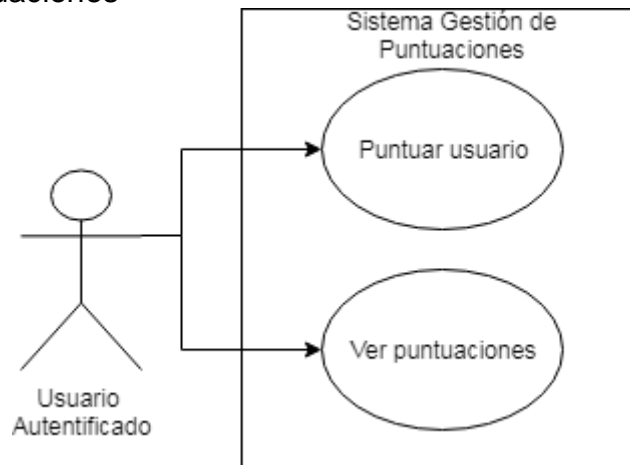 Sistema Gestión de
Puntuaciones
Puntuar usuario
Ver puntuaciones
Usuario
Autentificado